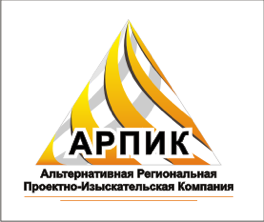 АРПИК
Альтернативная Региональная
Проектно-Изыскательская Компания